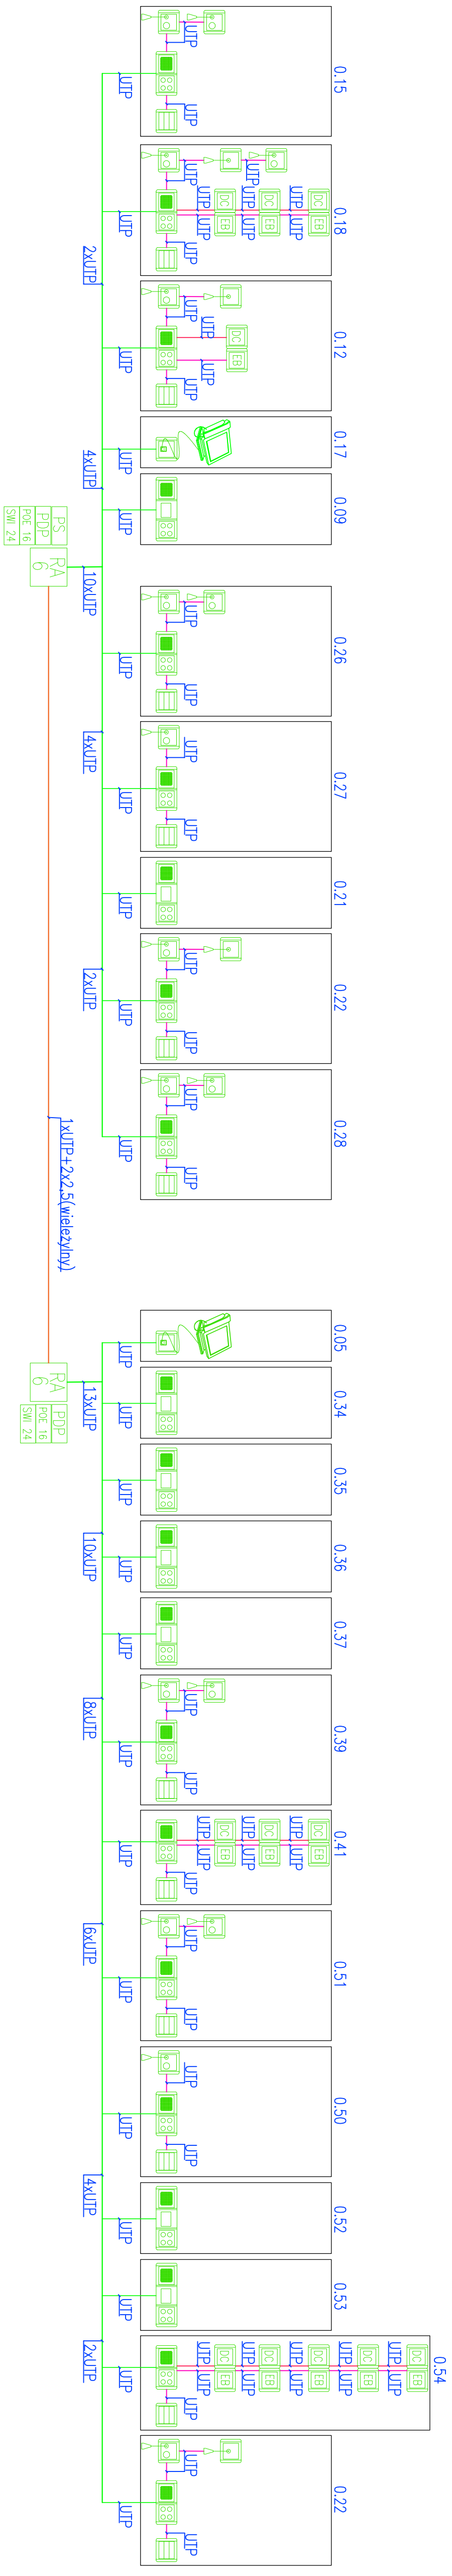 0.15
UTP
UTP
UTP
0.18
UTP
UTP
DC
DC
DC
EB
EB
EB
UTP
UTP
UTP
UTP
UTP
UTP
UTP
UTP
2xUTP
0.12
UTP
UTP
UTP
DC
EB
UTP
UTP
0.17
UTP
4xUTP
0.09
UTP
PS
PDP
POE 16
SWI 24
RA
6
10xUTP
0.26
UTP
UTP
UTP
4xUTP
0.27
UTP
UTP
UTP
0.21
UTP
2xUTP
0.22
UTP
UTP
UTP
0.28
UTP
UTP
UTP
1xUTP+2x2,5(wielężylny)
0.05
UTP
RA
6
PDP
POE 16
SWI 24
13xUTP
0.34
UTP
0.35
UTP
10xUTP
0.36
UTP
0.37
UTP
8xUTP
0.39
UTP
UTP
UTP
0.41
UTP
UTP
UTP
DC
DC
DC
EB
EB
EB
UTP
UTP
UTP
UTP
UTP
6xUTP
0.51
UTP
UTP
UTP
0.50
UTP
UTP
UTP
4xUTP
0.52
UTP
0.53
UTP
2xUTP
0.54
UTP
UTP
UTP
UTP
UTP
DC
DC
DC
DC
DC
EB
EB
EB
EB
EB
UTP
UTP
UTP
UTP
UTP
UTP
UTP
0.22
UTP
UTP
UTP